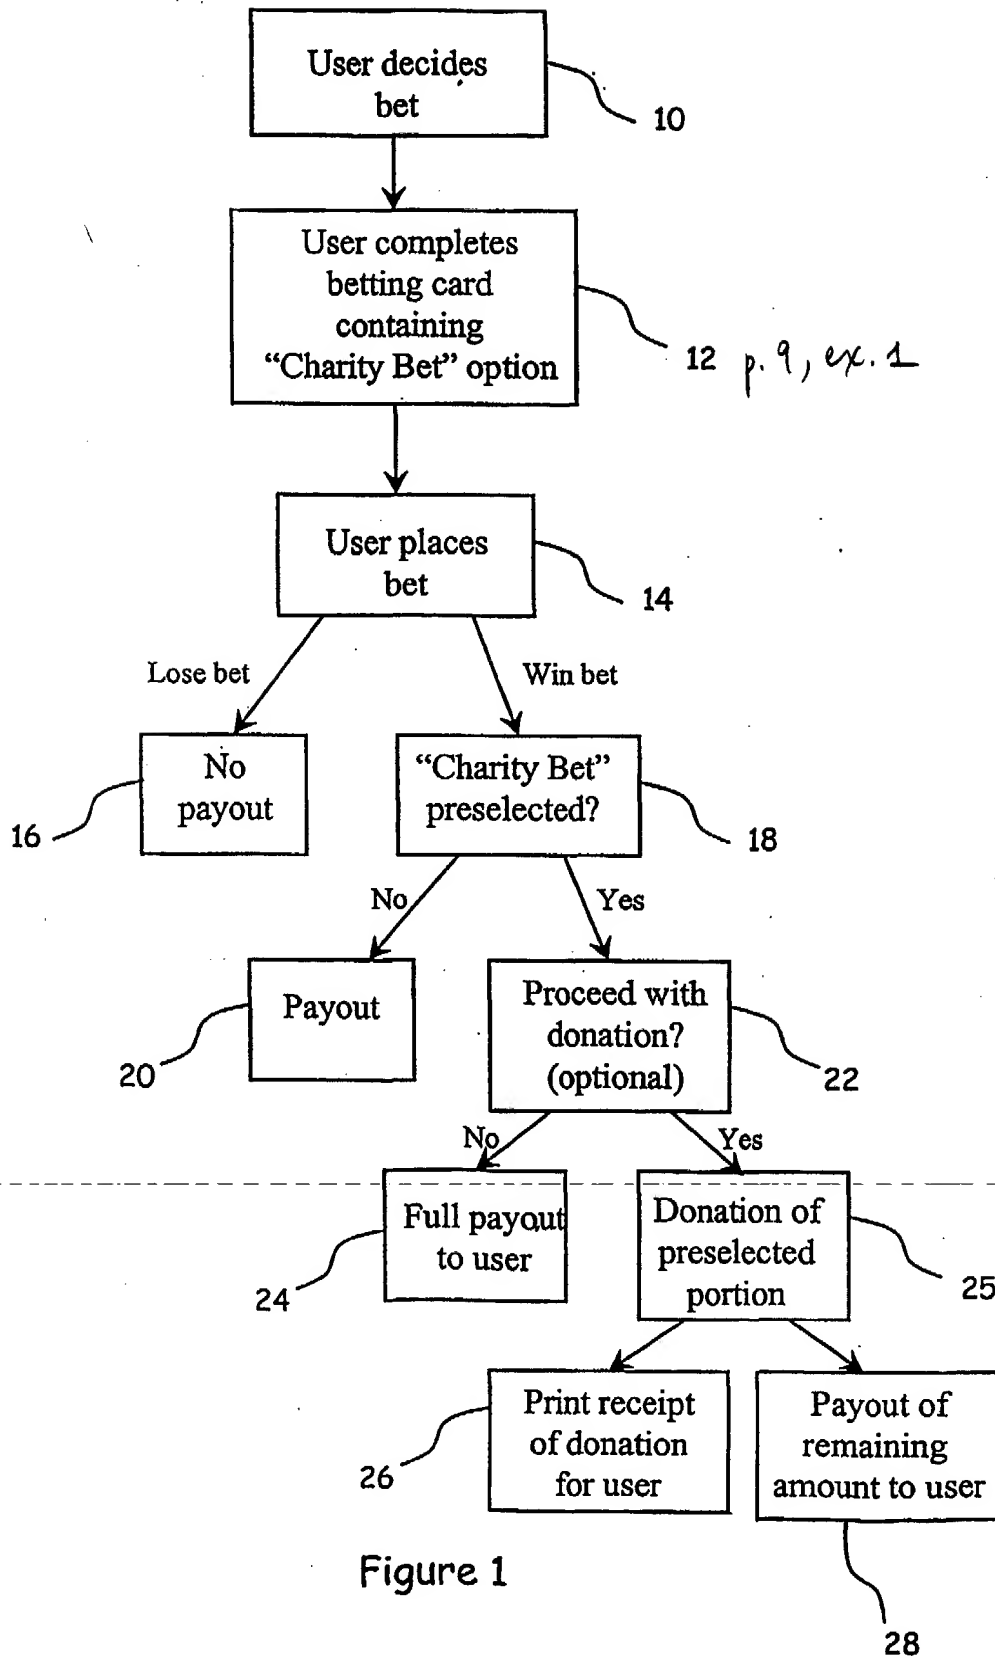 User decides
bet
10
User completes
betting card
containing
“Charity Bet” option
12 p. 9, ex. 1
User places
bet
14
Lose bet
Win bet
No
payout
16
“Charity Bet”
preselected?
18
No
Yes
Payout
20
Proceed with
donation?
(optional)
22
No
Yes
Full payout
to user
24
Donation of
preselected
portion
25
Print receipt
of donation
for user
26
Payout of
remaining
amount to user
28
Figure 1